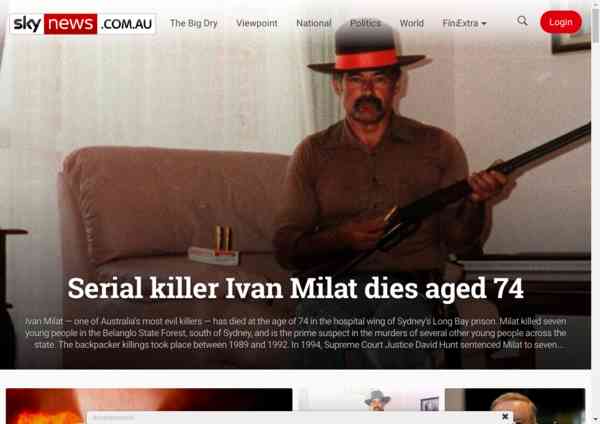 sky news .COM.AU The Big Dry Viewpoint National Politics World Extra Login
Serial killer Ivan Milat dies aged 74
Ivan Milat — one of Australia's most evil killers — has died at the age of 74 in the hospital wing of Sydney's Long Bay prison. Milat killed seven
young people in the Belanglo State Forest, south of Sydney, and is the prime suspect in the murders of several other young people across the
state. The backpacker killings took place between 1989 and 1992. In 1994, Supreme Court Justice David Hunt sentenced Milat to seven...
Advertisement